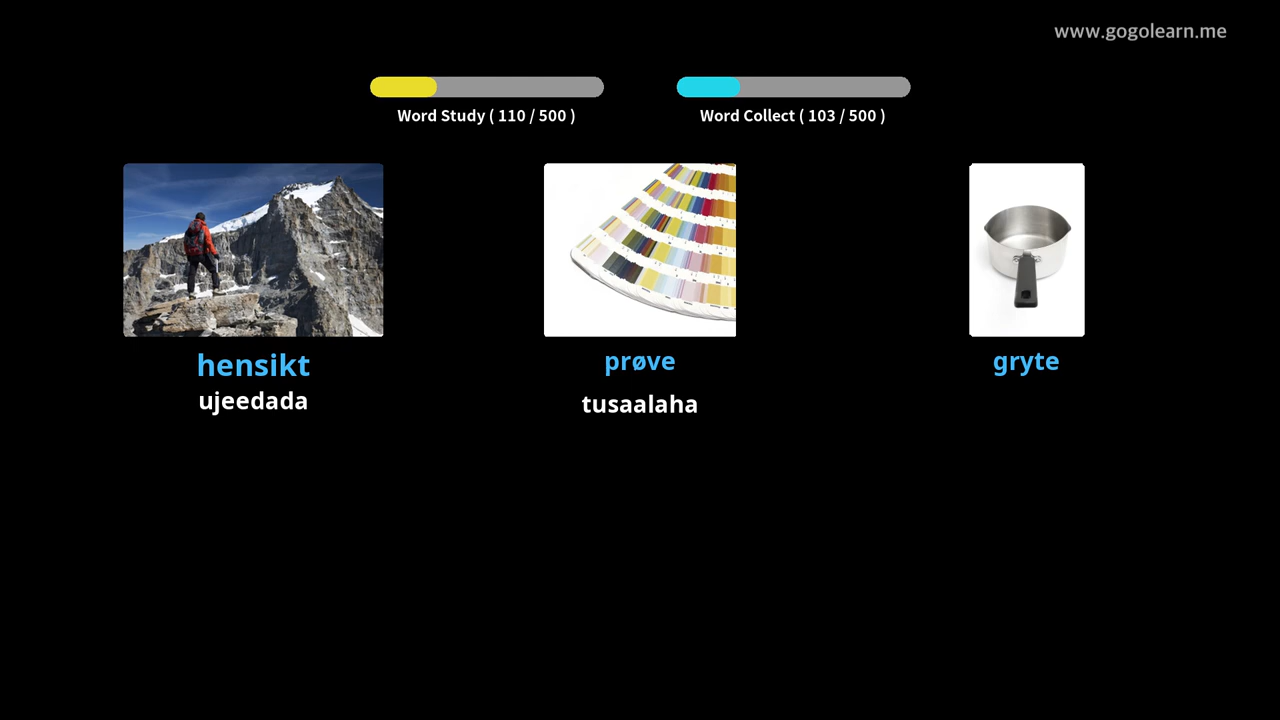 www.gogolearn.me
Word Study ( 110 / 500 )
Word Collect ( 103 / 500 )
hensikt
ujeedada
prøve
tusaalaha
gryte